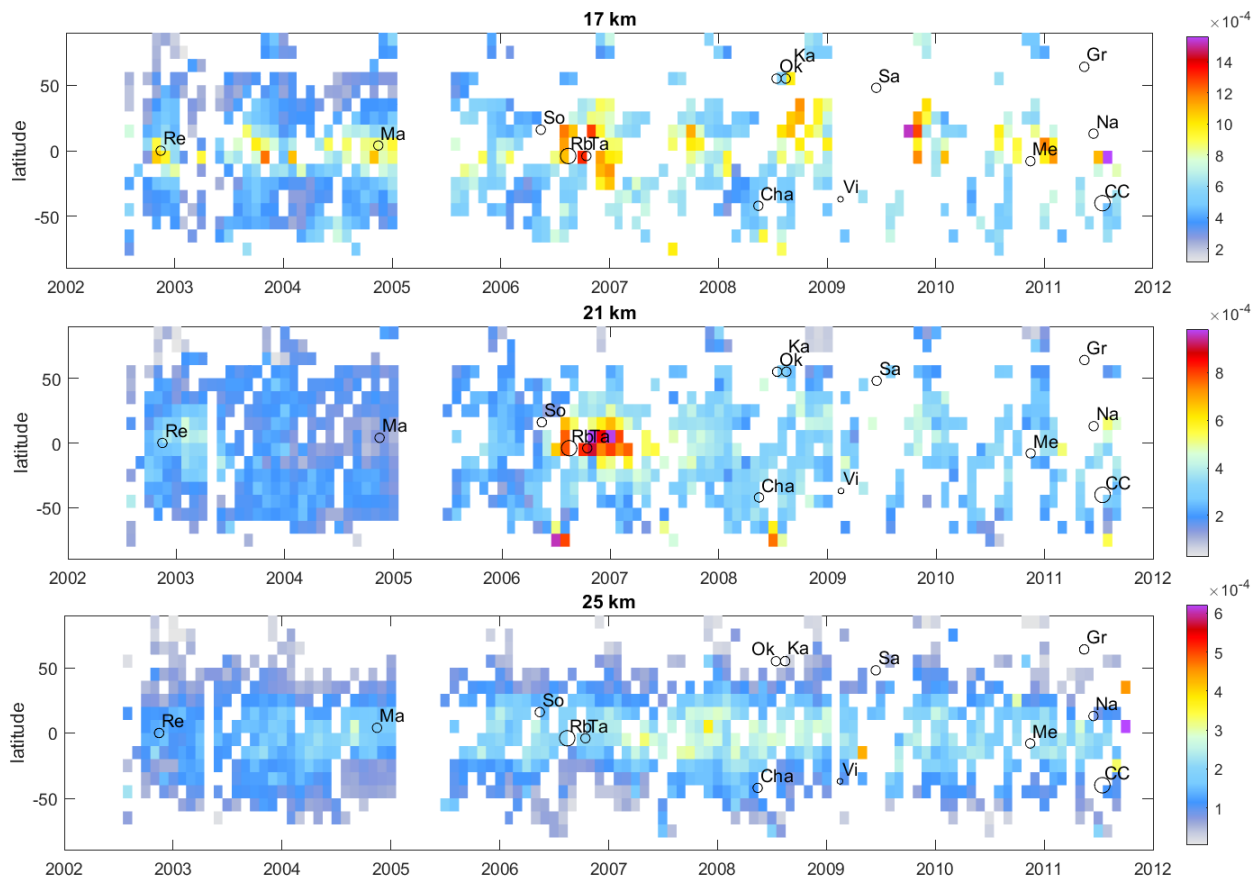 17 km
×10⁻⁴
latitude
50
0
-50
Re
Ma
So
Rb
Ta
Ok
Ka
Cha
Vi
Sa
Me
Gr
Na
CC
14
12
10
8
6
4
2
2002 2003 2004 2005 2006 2007 2008 2009 2010 2011 2012
21 km
×10⁻⁴
latitude
50
0
-50
Re
Ma
So
Rb
Ta
Ka
Ok
Cha
Vi
Sa
Me
Gr
Na
CC
8
6
4
2
2002 2003 2004 2005 2006 2007 2008 2009 2010 2011 2012
25 km
×10⁻⁴
latitude
50
0
-50
Re
Ma
So
Rb
Ta
Ok
Ka
Cha
Vi
Sa
Me
Gr
Na
CC
6
5
4
3
2
1
2002 2003 2004 2005 2006 2007 2008 2009 2010 2011 2012